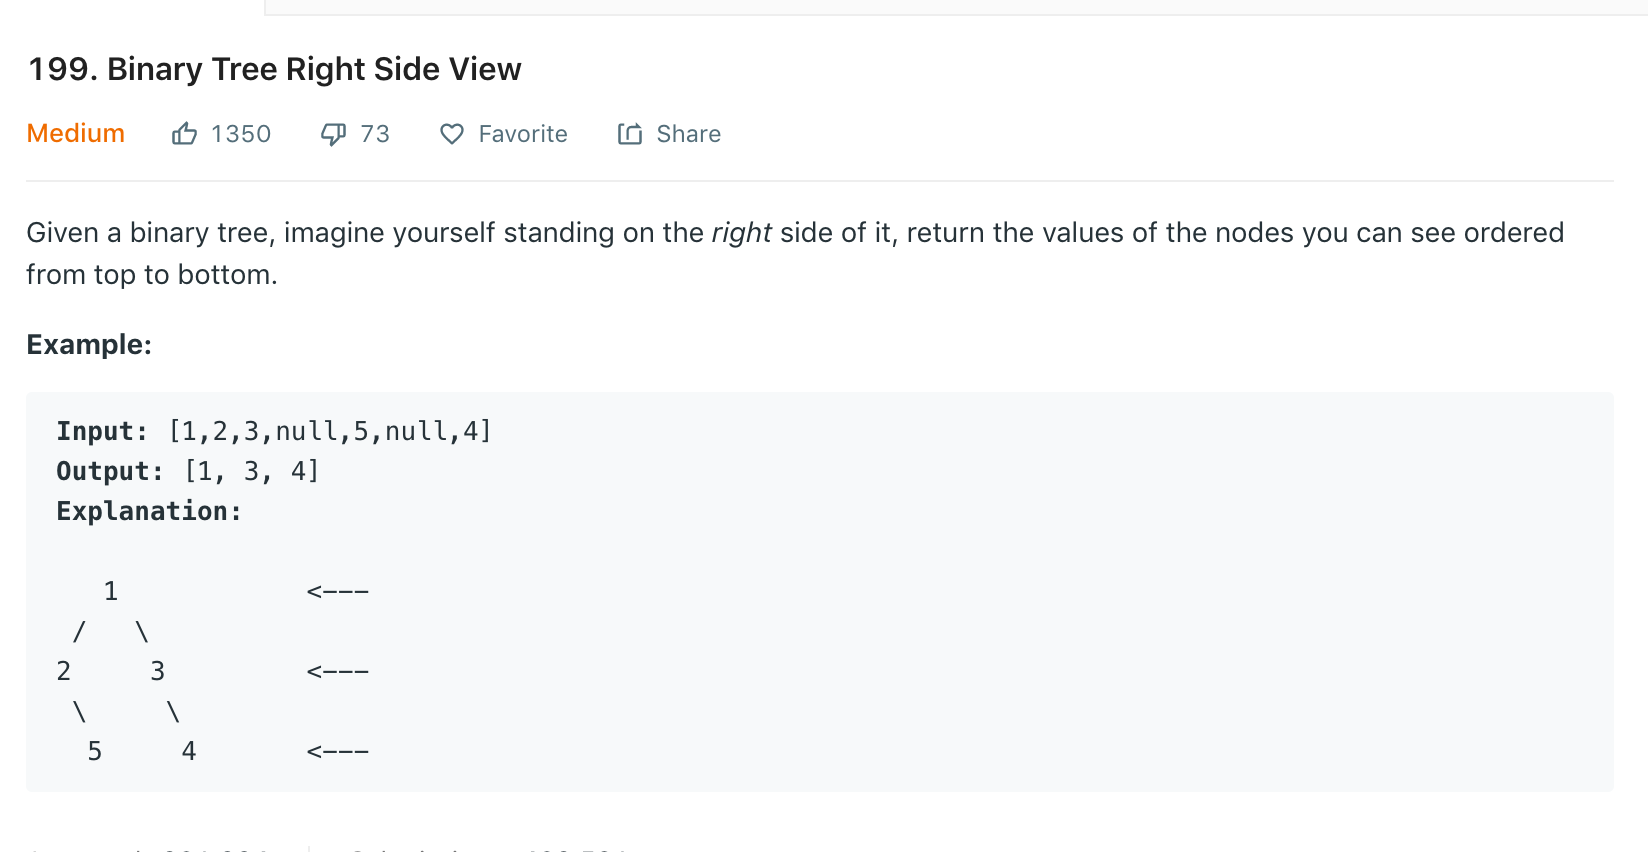 199. Binary Tree Right Side View
Medium 1350 73 Favorite Share
Given a binary tree, imagine yourself standing on the right side of it, return the values of the nodes you can see ordered
from top to bottom.
Example:
Input: [1,2,3,null,5,null,4]
Output: [1, 3, 4]
Explanation:
   1            <---
 /   \
2     3         <---
 \     \
  5     4       <---